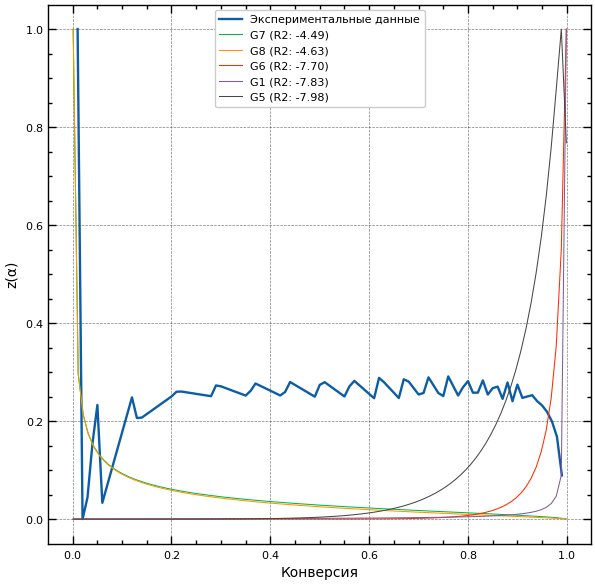 Экспериментальные данные
G7 (R2: -4.49)
G8 (R2: -4.63)
G6 (R2: -7.70)
G1 (R2: -7.83)
G5 (R2: -7.98)
1.0
0.8
0.6
0.4
0.2
0.0
z(α)
0.0 0.2 0.4 0.6 0.8 1.0
Конверсия